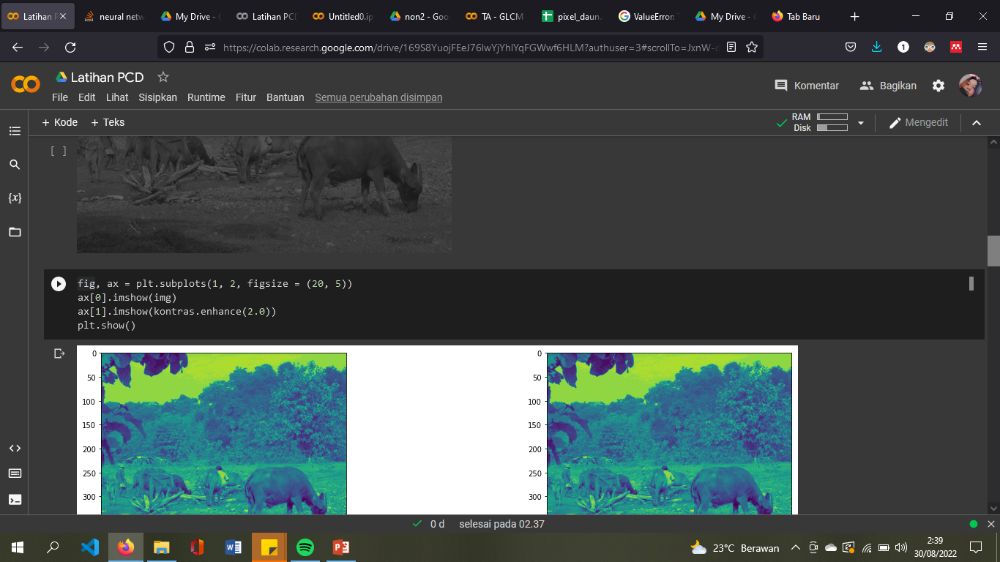 Latihan P
neural netw
My Drive - G
Latihan PCD
Untitled0.ip
non2 - Goo
TA - GLCM
pixel_daun.
ValueError:
My Drive - G
Tab Baru
https://colab.research.google.com/drive/169S8YuojFEeJ76lwYjYhlYqFGWwf6HLM?authuser=3#scrollTo=JxnW-d
1
Latihan PCD
Komentar
Bagikan
File Edit Lihat Sisipkan Runtime Fitur Bantuan Semua perubahan disimpan
+ Kode + Teks
RAM
Disk
Mengedit
[ ]
{x}
fig, ax = plt.subplots(1, 2, figsize = (20, 5))
ax[0].imshow(img)
ax[1].imshow(kontras.enhance(2.0))
plt.show()
0
50
100
150
200
250
300
0
50
100
150
200
250
300
0 d selesai pada 02.37
23°C Berawan
2:39
30/08/2022